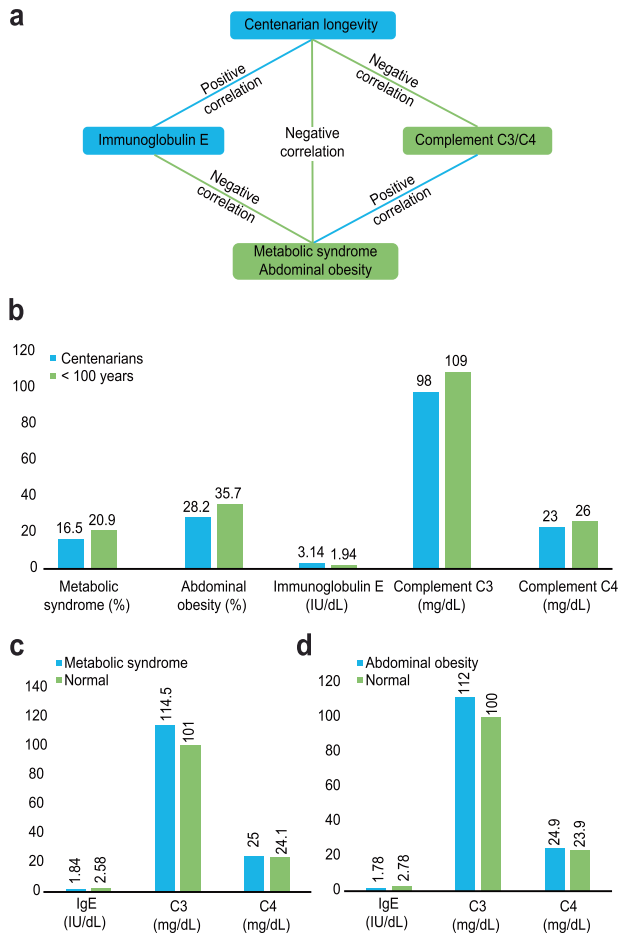 a
Centenarian longevity
Positive
correlation
Negative
correlation
Immunoglobulin E
Negative
correlation
Complement C3/C4
Negative
correlation
Positive
correlation
Metabolic syndrome
Abdominal obesity
b
Centenarians
< 100 years
120
100
80
60
40
20
0
16.5
20.9
28.2
35.7
3.14
1.94
98
109
23
26
Metabolic
syndrome (%)
Abdominal
obesity (%)
Immunoglobulin E
(IU/dL)
Complement C3
(mg/dL)
Complement C4
(mg/dL)
c
Metabolic syndrome
Normal
140
120
100
80
60
40
20
0
1.84
2.58
114.5
101
25
24.1
IgE
(IU/dL)
C3
(mg/dL)
C4
(mg/dL)
d
Abdominal obesity
Normal
120
100
80
60
40
20
0
1.78
2.78
112
100
24.9
23.9
IgE
(IU/dL)
C3
(mg/dL)
C4
(mg/dL)